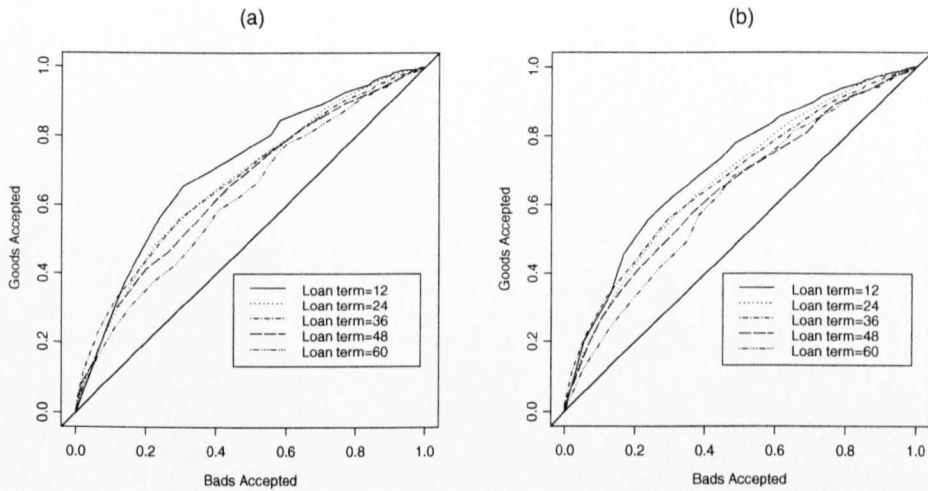 (a)
1.0
0.8
0.6
0.4
0.2
0.0
Goods Accepted
Loan term=12
Loan term=24
Loan term=36
Loan term=48
Loan term=60
0.0 0.2 0.4 0.6 0.8 1.0
Bads Accepted
(b)
1.0
0.8
0.6
0.4
0.2
0.0
Goods Accepted
Loan term=12
Loan term=24
Loan term=36
Loan term=48
Loan term=60
0.0 0.2 0.4 0.6 0.8 1.0
Bads Accepted